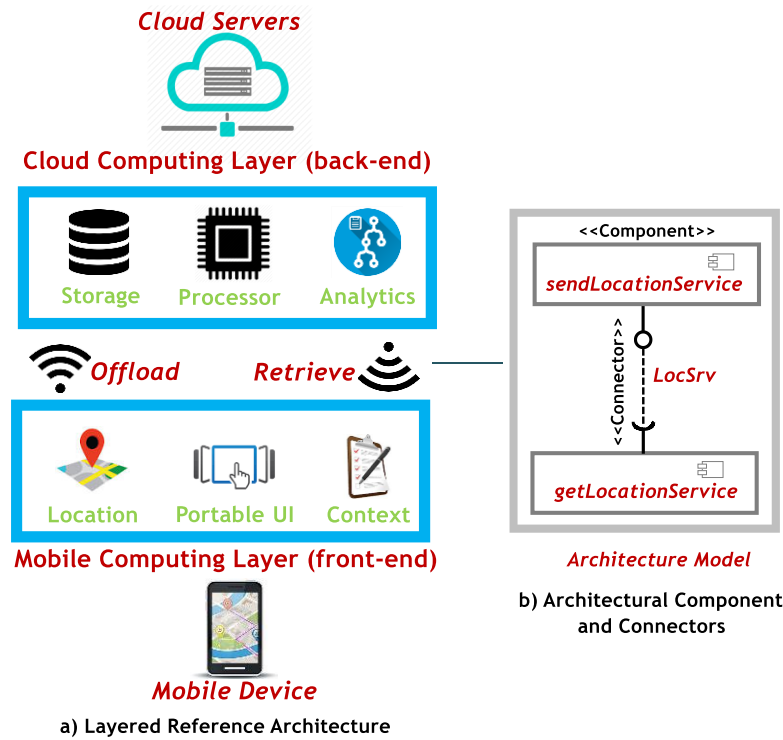 Cloud Servers
Cloud Computing Layer (back-end)
Storage
Processor
Analytics
Offload
Retrieve
Location
Portable UI
Context
Mobile Computing Layer (front-end)
Mobile Device
a) Layered Reference Architecture
<<Component>>
sendLocationService
<<Connector>>
LocSrv
getLocationService
Architecture Model
b) Architectural Component
and Connectors